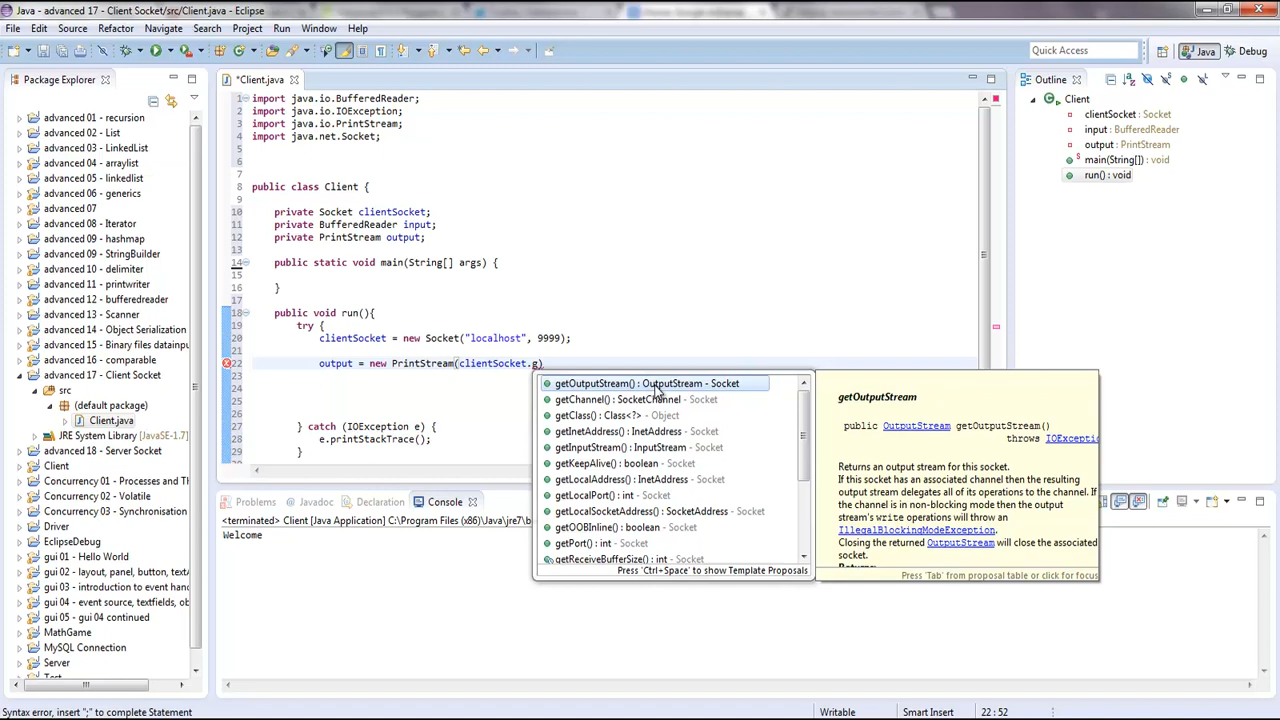 Java - advanced 17 - Client Socket/src/Client.java - Eclipse
File Edit Source Refactor Navigate Search Project Run Window Help
Quick Access
Java
Debug
Package Explorer
*Client.java
Outline
advanced 01 - recursion
advanced 02 - List
advanced 03 - LinkedList
advanced 04 - arraylist
advanced 05 - linkedlist
advanced 06 - generics
advanced 07
advanced 08 - Iterator
advanced 09 - hashmap
advanced 09 - StringBuilder
advanced 10 - delimiter
advanced 11 - printwriter
advanced 12 - bufferedreader
advanced 13 - Scanner
advanced 14 - Object Serialization
advanced 15 - Binary files datainpu
advanced 16 - comparable
advanced 17 - Client Socket
src
(default package)
Client.java
JRE System Library [JavaSE-1.7]
advanced 18 - Server Socket
Client
Concurrency 01 - Processes and Th
Concurrency 02 - Volatile
Concurrency 03 - Synchronisation
Driver
EclipseDebug
gui 01 - Hello World
gui 02 - layout, panel, button, textA
gui 03 - introduction to event hand
gui 04 - event source, textfields, ob
gui 05 - gui 04 continued
MathGame
MySQL Connection
Server
1 import java.io.BufferedReader;
2 import java.io.IOException;
3 import java.io.PrintStream;
4 import java.net.Socket;
5
6
7
8 public class Client {
9
10 private Socket clientSocket;
11 private BufferedReader input;
12 private PrintStream output;
13
14 public static void main(String[] args) {
15
16 }
17
18 public void run(){
19 try {
20 clientSocket = new Socket("localhost", 9999);
21
22 output = new PrintStream(clientSocket.g)
23
24
25
26
27 } catch (IOException e) {
28 e.printStackTrace();
29 }
getOutputStream() : OutputStream - Socket
getChannel() : SocketChannel - Socket
getClass() : Class<?> - Object
getInetAddress() : InetAddress - Socket
getInputStream() : InputStream - Socket
getKeepAlive() : boolean - Socket
getLocalAddress() : InetAddress - Socket
getLocalPort() : int - Socket
getLocalSocketAddress() : SocketAddress - Socket
getOOBInline() : boolean - Socket
getPort() : int - Socket
getReceiveBufferSize() : int - Socket
Press 'Ctrl+Space' to show Template Proposals
getOutputStream
public OutputStream getOutputStream()
throws IOExceptio
Returns an output stream for this socket.
If this socket has an associated channel then the resulting
output stream delegates all of its operations to the channel. If
the channel is in non-blocking mode then the output
stream's write operations will throw an
IllegalBlockingModeException.
Closing the returned OutputStream will close the associated
socket.
Returns:
Press 'Tab' from proposal table or click for focus
Client
clientSocket : Socket
input : BufferedReader
output : PrintStream
main(String[]) : void
run() : void
Problems Javadoc Declaration Console
<terminated> Client [Java Application] C:\Program Files (x86)\Java\jre7\b
Welcome
Syntax error, insert ";" to complete Statement
Writable
Smart Insert
22 : 52